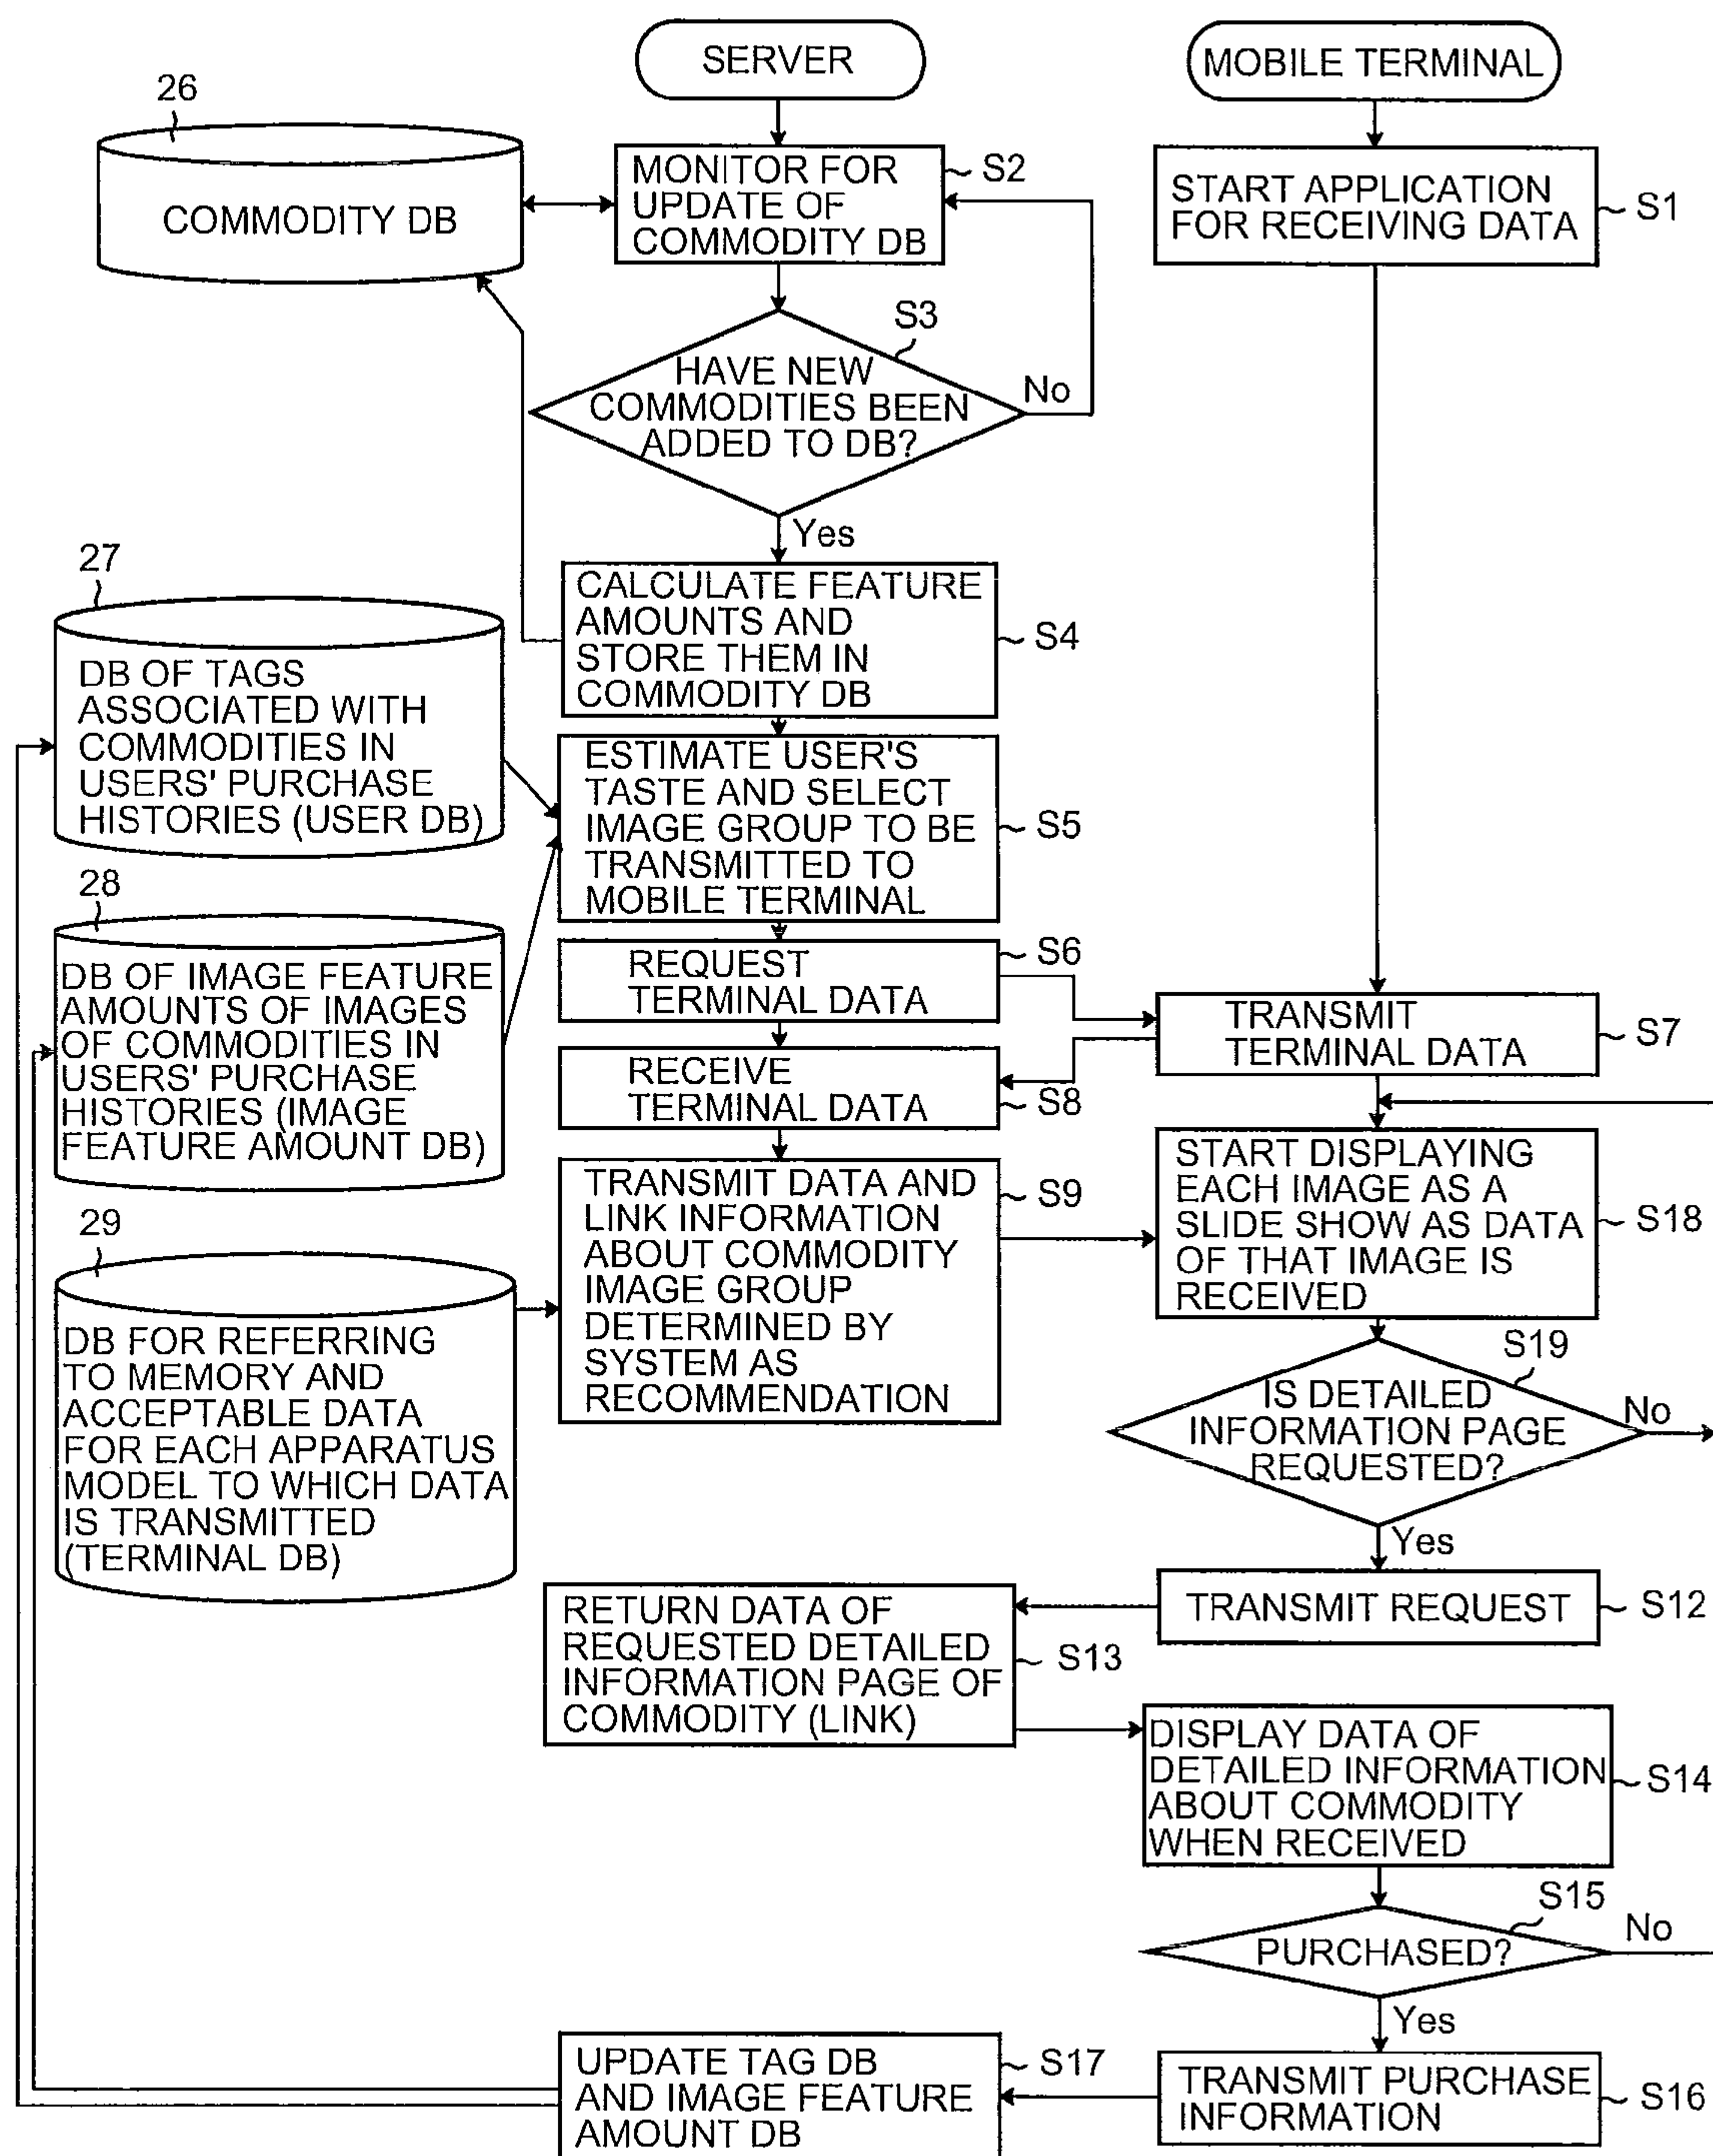 SERVER
MOBILE TERMINAL
26
COMMODITY DB
MONITOR FOR
UPDATE OF
COMMODITY DB
S2
START APPLICATION
FOR RECEIVING DATA
S1
S3
HAVE NEW
COMMODITIES BEEN
ADDED TO DB?
No
Yes
27
DB OF TAGS
ASSOCIATED WITH
COMMODITIES IN
USERS' PURCHASE
HISTORIES (USER DB)
CALCULATE FEATURE
AMOUNTS AND
STORE THEM IN
COMMODITY DB
S4
ESTIMATE USER'S
TASTE AND SELECT
IMAGE GROUP TO BE
TRANSMITTED TO
MOBILE TERMINAL
S5
28
DB OF IMAGE FEATURE
AMOUNTS OF IMAGES
OF COMMODITIES IN
USERS' PURCHASE
HISTORIES (IMAGE
FEATURE AMOUNT DB)
REQUEST
TERMINAL DATA
S6
TRANSMIT
TERMINAL DATA
S7
RECEIVE
TERMINAL DATA
S8
29
DB FOR REFERRING
TO MEMORY AND
ACCEPTABLE DATA
FOR EACH APPARATUS
MODEL TO WHICH DATA
IS TRANSMITTED
(TERMINAL DB)
TRANSMIT DATA AND
LINK INFORMATION
ABOUT COMMODITY
IMAGE GROUP
DETERMINED BY
SYSTEM AS
RECOMMENDATION
S9
START DISPLAYING
EACH IMAGE AS A
SLIDE SHOW AS DATA
OF THAT IMAGE IS
RECEIVED
S18
S19
IS DETAILED
INFORMATION PAGE
REQUESTED?
No
Yes
TRANSMIT REQUEST
S12
RETURN DATA OF
REQUESTED DETAILED
INFORMATION PAGE OF
COMMODITY (LINK)
S13
DISPLAY DATA OF
DETAILED INFORMATION
ABOUT COMMODITY
WHEN RECEIVED
S14
S15
PURCHASED?
No
Yes
UPDATE TAG DB
AND IMAGE FEATURE
AMOUNT DB
S17
TRANSMIT PURCHASE
INFORMATION
S16